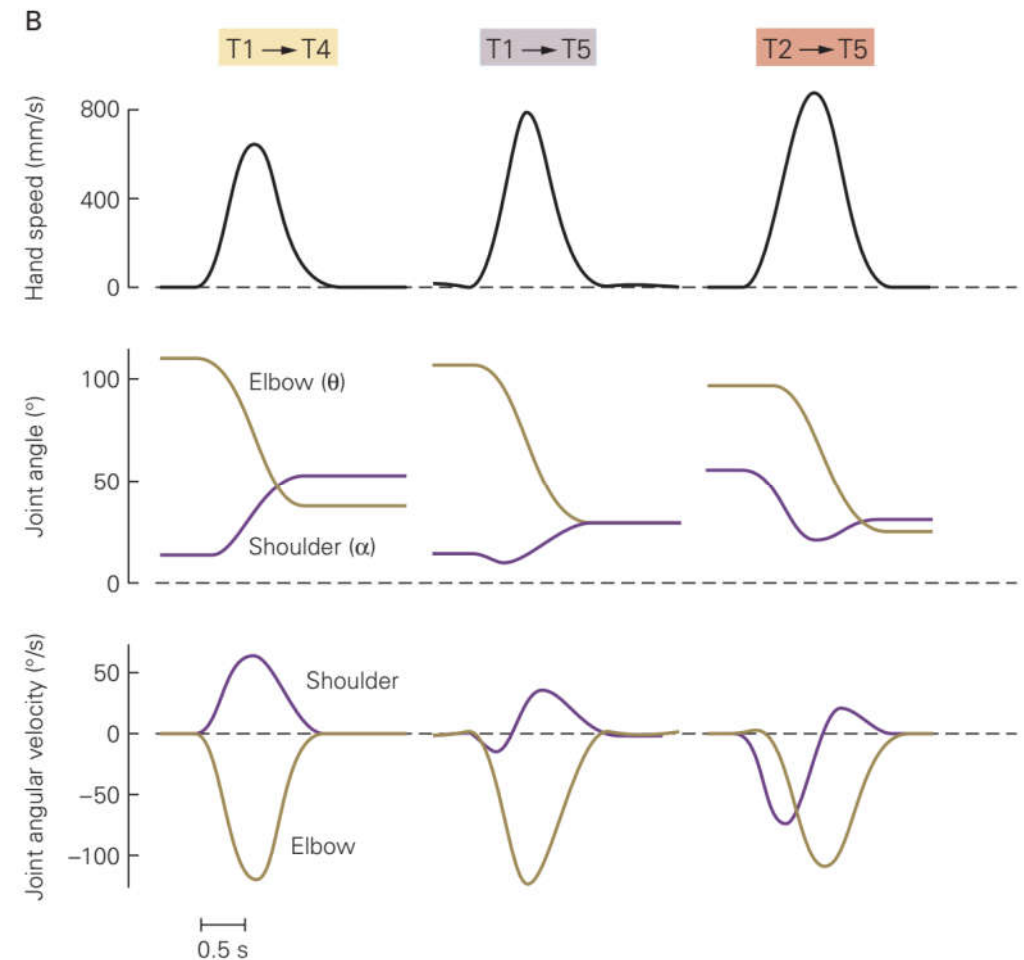 B
T1 → T4
T1 → T5
T2 → T5
Hand speed (mm/s)
800
400
0
Joint angle (°)
100
50
0
Elbow (θ)
Shoulder (α)
Joint angular velocity (°/s)
50
0
−50
−100
Shoulder
Elbow
0.5 s